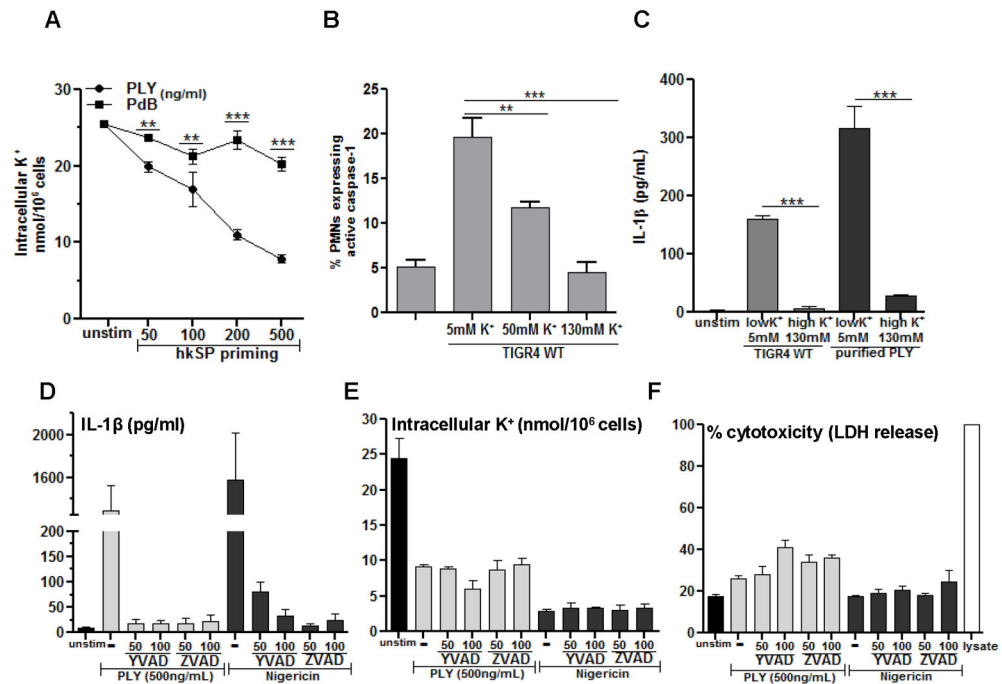 A
PLY (ng/ml)
PdB
30
20
10
0
Intracellular K⁺
nmol/10⁶ cells
** ** *** ***
unstim 50 100 200 500
hkSP priming
B
25
20
15
10
5
0
% PMNs expressing
active caspase-1
***
**
5mM K⁺ 50mM K⁺ 130mM K⁺
TIGR4 WT
C
400
300
200
100
0
IL-1β (pg/mL)
***
***
unstim lowK⁺ high K⁺ lowK⁺ high K⁺
5mM 130mM 5mM 130mM
TIGR4 WT purified PLY
D
IL-1β (pg/ml)
2000
1600
1200
200
150
100
50
0
unstim - 50 100 50 100 - 50 100 50 100
YVAD ZVAD YVAD ZVAD
PLY (500ng/mL) Nigericin
E
Intracellular K⁺ (nmol/10⁶ cells)
30
25
20
15
10
5
0
unstim - 50 100 50 100 - 50 100 50 100
YVAD ZVAD YVAD ZVAD
PLY (500ng/mL) Nigericin
F
% cytotoxicity (LDH release)
100
80
60
40
20
0
unstim - 50 100 50 100 - 50 100 50 100 lysate
YVAD ZVAD YVAD ZVAD
PLY (500ng/mL) Nigericin